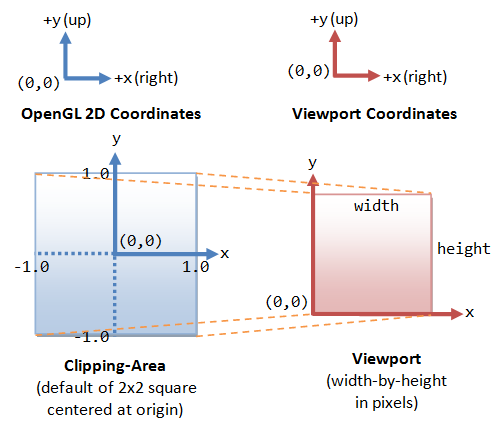 +y (up)
(0,0)
+x (right)
OpenGL 2D Coordinates
+y (up)
(0,0)
+x (right)
Viewport Coordinates
y
1.0
(0,0)
x
-1.0
1.0
-1.0
Clipping-Area
(default of 2x2 square
centered at origin)
y
width
height
(0,0)
x
Viewport
(width-by-height
in pixels)